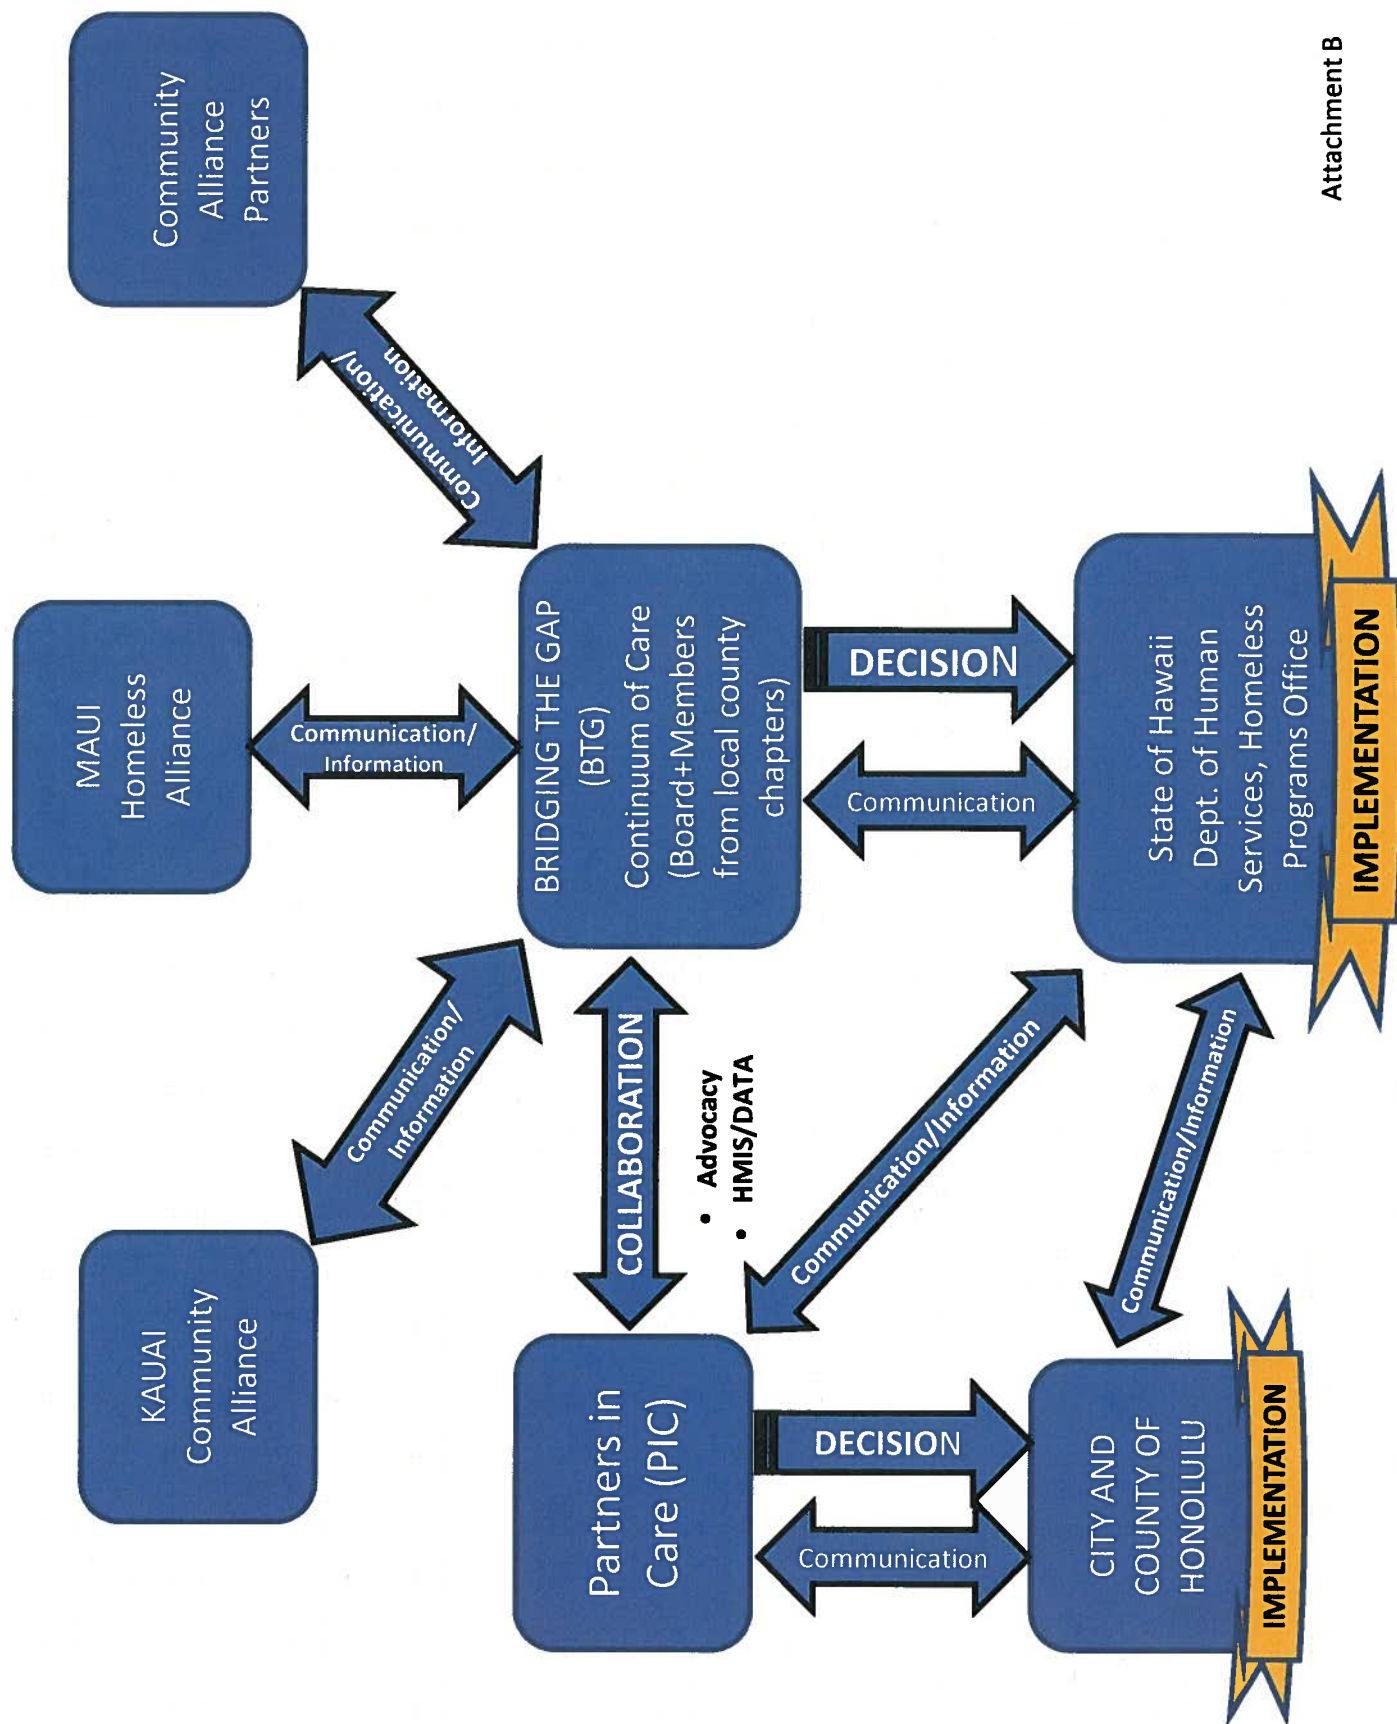 KAUAI
Community
Alliance
MAUI
Homeless
Alliance
Community
Alliance
Partners
Communication/
Information
Communication/
Information
Communication/
Information
Partners in
Care (PIC)
COLLABORATION
• Advocacy
• HMIS/DATA
BRIDGING THE GAP
(BTG)
Continuum of Care
(Board+Members
from local county
chapters)
Communication
DECISION
Communication/Information
Communication
DECISION
CITY AND
COUNTY OF
HONOLULU
IMPLEMENTATION
Communication/Information
State of Hawaii
Dept. of Human
Services, Homeless
Programs Office
IMPLEMENTATION
Attachment B